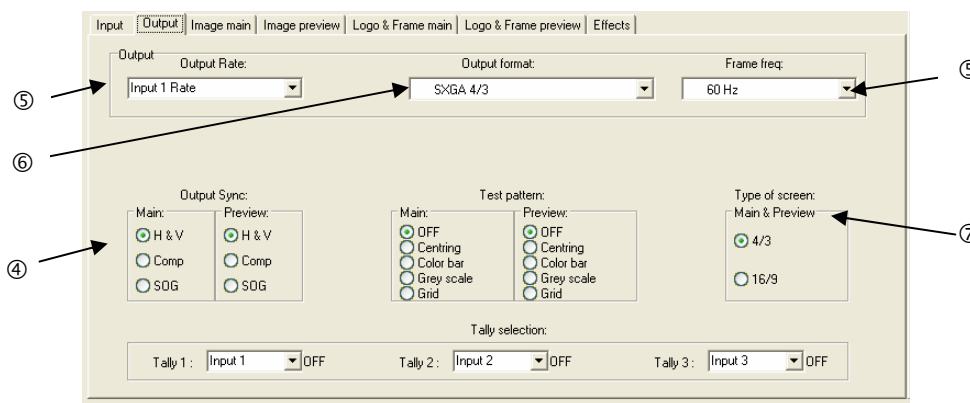 Input Output Image main Image preview Logo & Frame main Logo & Frame preview Effects
Output
Output Rate: Output format: Frame freq:
⑤ Input 1 Rate SXGA 4/3 60 Hz ⑤
⑥
Output Sync: Test pattern: Type of screen:
Main: Preview: Main: Preview: Main & Preview
H & V H & V OFF OFF 4/3 ⑦
Centring Centring
④ Comp Comp Color bar Color bar
SOG SOG Grey scale Grey scale 16/9
Grid Grid
Tally selection:
Tally 1 : Input 1 OFF Tally 2 : Input 2 OFF Tally 3 : Input 3 OFF